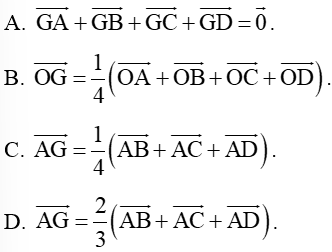 A. $\overrightarrow{GA}+\overrightarrow{GB}+\overrightarrow{GC}+\overrightarrow{GD}=\vec{0}$.
B. $\overrightarrow{OG}=\frac{1}{4}\left(\overrightarrow{OA}+\overrightarrow{OB}+\overrightarrow{OC}+\overrightarrow{OD}\right)$.
C. $\overrightarrow{AG}=\frac{1}{4}\left(\overrightarrow{AB}+\overrightarrow{AC}+\overrightarrow{AD}\right)$.
D. $\overrightarrow{AG}=\frac{2}{3}\left(\overrightarrow{AB}+\overrightarrow{AC}+\overrightarrow{AD}\right)$.